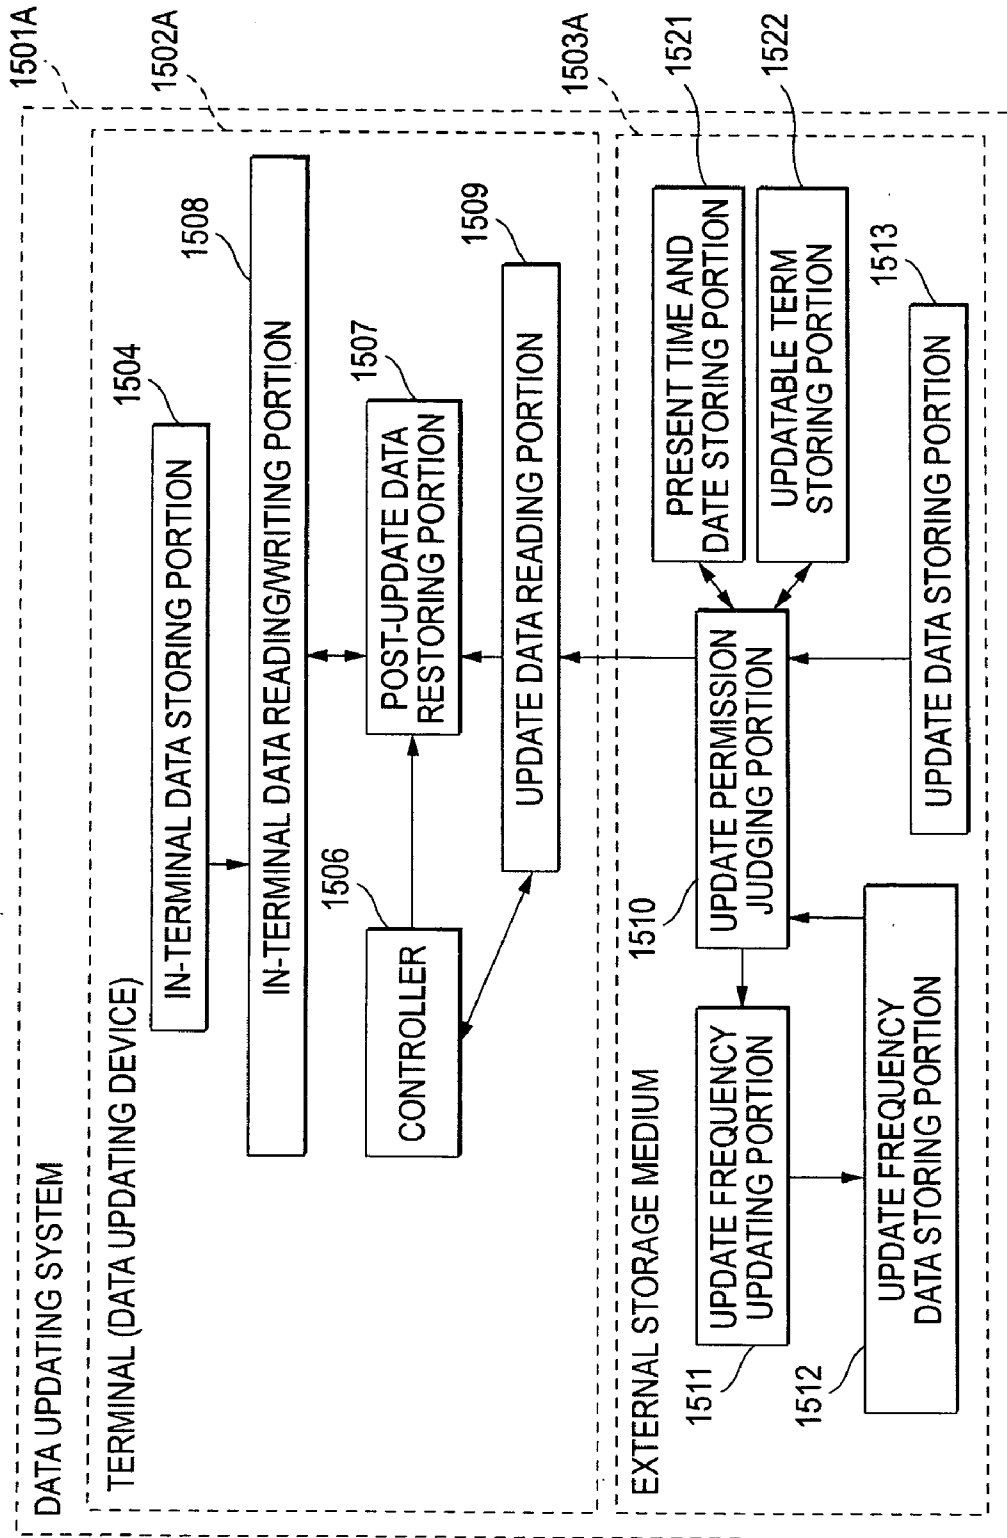 DATA UPDATING SYSTEM
1501A
TERMINAL (DATA UPDATING DEVICE)
1502A
1504
IN-TERMINAL DATA STORING PORTION
1508
IN-TERMINAL DATA READING/WRITING PORTION
1506
CONTROLLER
1507
POST-UPDATE DATA
RESTORING PORTION
1509
UPDATE DATA READING PORTION
EXTERNAL STORAGE MEDIUM
1503A
1511
UPDATE FREQUENCY
UPDATING PORTION
1510
UPDATE PERMISSION
JUDGING PORTION
1521
PRESENT TIME AND
DATE STORING PORTION
1522
UPDATABLE TERM
STORING PORTION
1512
UPDATE FREQUENCY
DATA STORING PORTION
1513
UPDATE DATA STORING PORTION